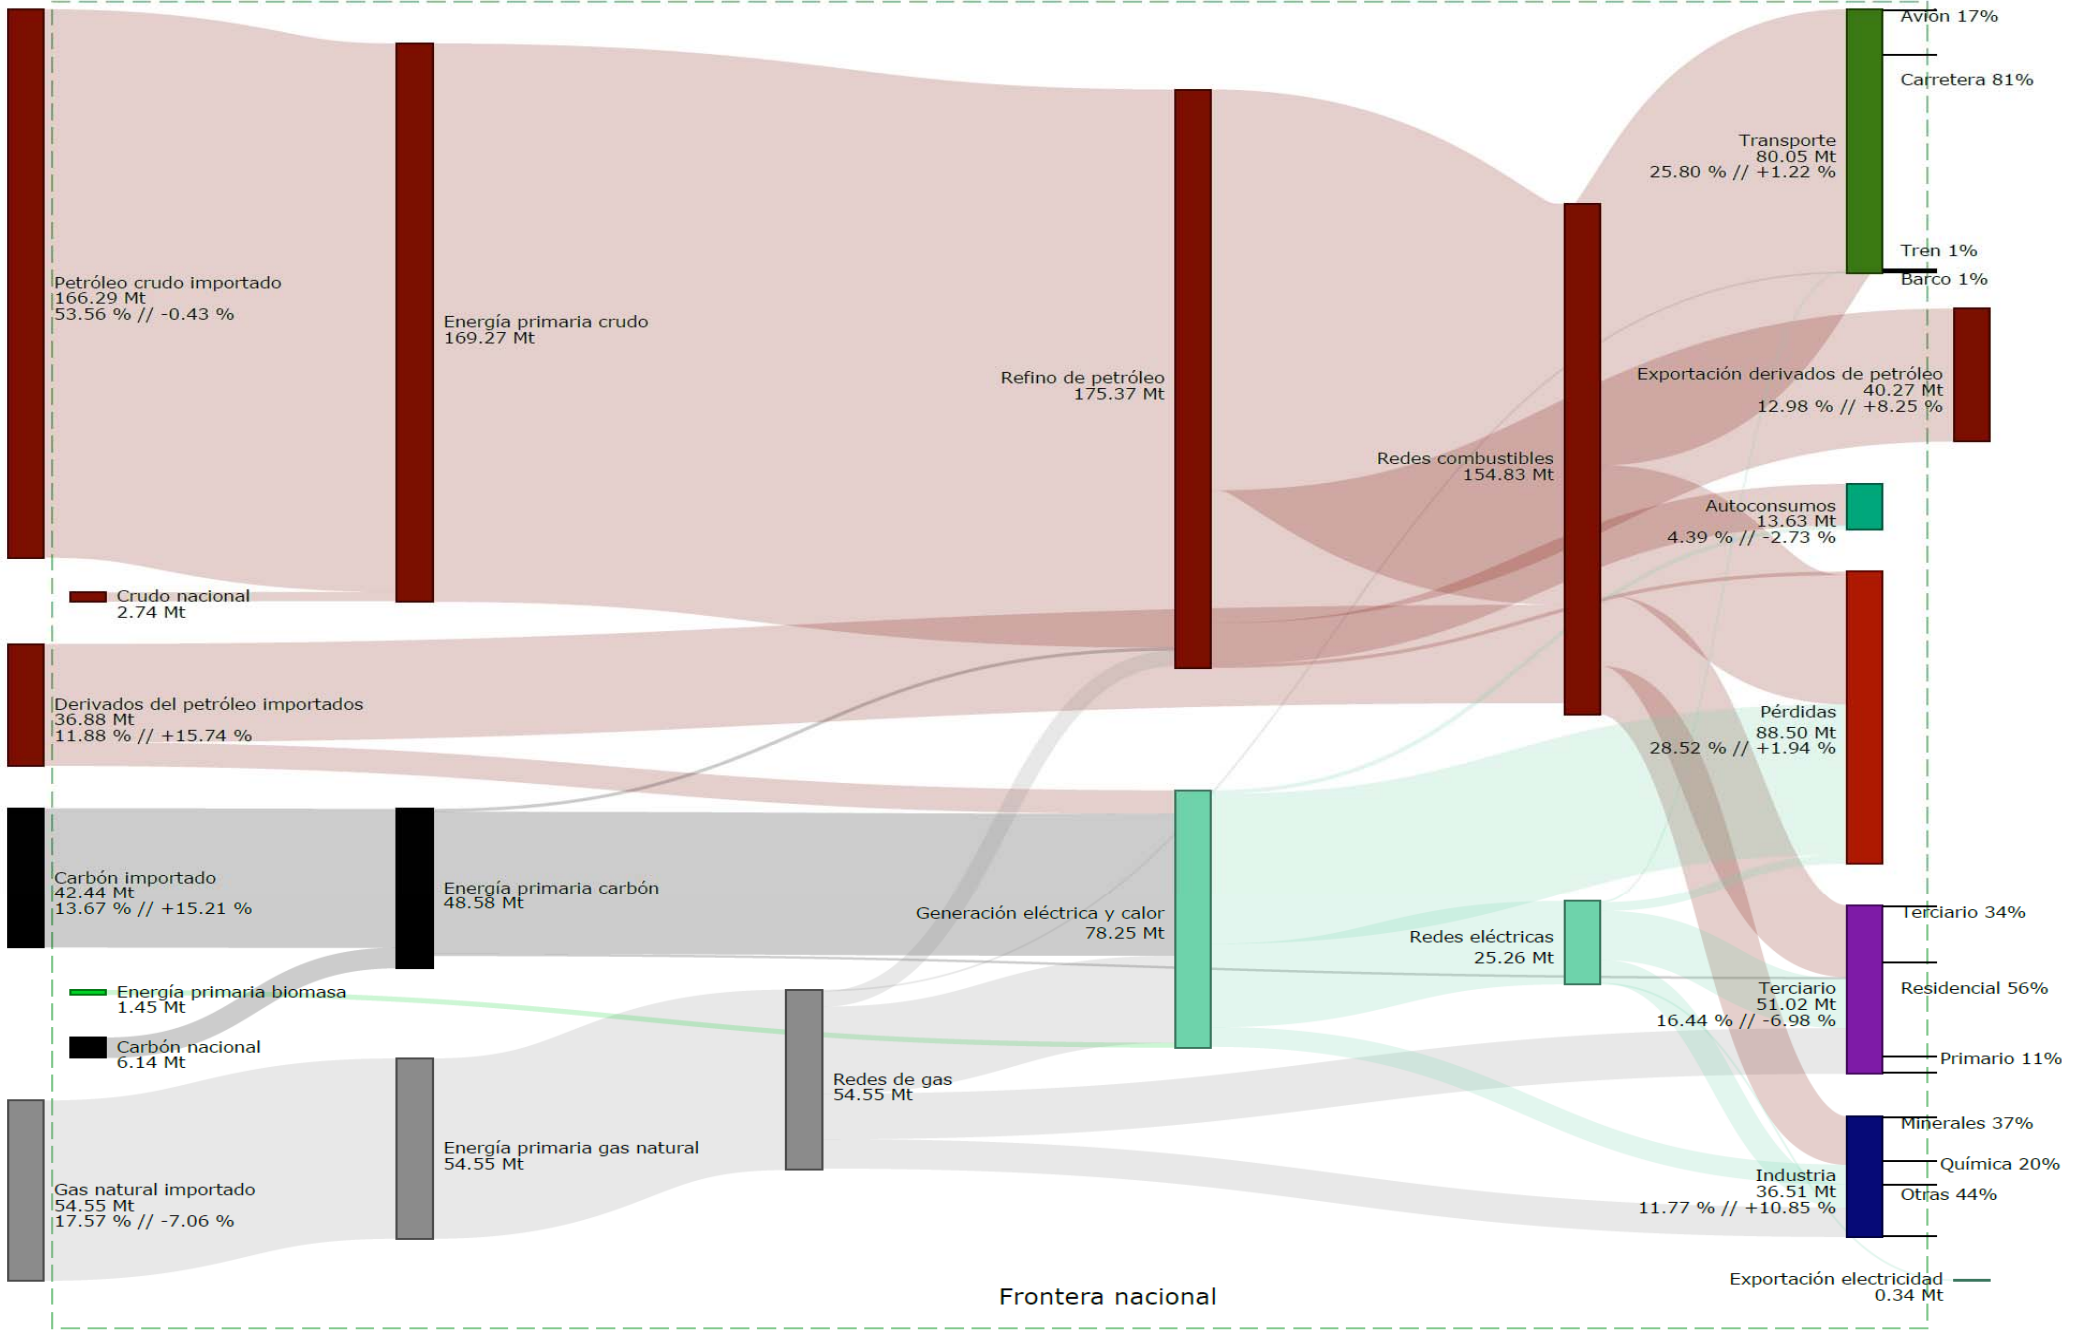 Petróleo crudo importado
166.29 Mt
53.56 % // -0.43 %
Crudo nacional
2.74 Mt
Derivados del petróleo importados
36.88 Mt
11.88 % // +15.74 %
Carbón importado
42.44 Mt
13.67 % // +15.21 %
Energía primaria biomasa
1.45 Mt
Carbón nacional
6.14 Mt
Gas natural importado
54.55 Mt
17.57 % // -7.06 %
Energía primaria crudo
169.27 Mt
Energía primaria carbón
48.58 Mt
Energía primaria gas natural
54.55 Mt
Redes de gas
54.55 Mt
Refino de petróleo
175.37 Mt
Generación eléctrica y calor
78.25 Mt
Redes combustibles
154.83 Mt
Redes eléctricas
25.26 Mt
Transporte
80.05 Mt
25.80 % // +1.22 %
Avión 17%
Carretera 81%
Tren 1%
Barco 1%
Exportación derivados de petróleo
40.27 Mt
12.98 % // +8.25 %
Autoconsumos
13.63 Mt
4.39 % // -2.73 %
Pérdidas
88.50 Mt
28.52 % // +1.94 %
Terciario
51.02 Mt
16.44 % // -6.98 %
Terciario 34%
Residencial 56%
Primario 11%
Industria
36.51 Mt
11.77 % // +10.85 %
Minerales 37%
Química 20%
Otras 44%
Exportación electricidad
0.34 Mt
Frontera nacional